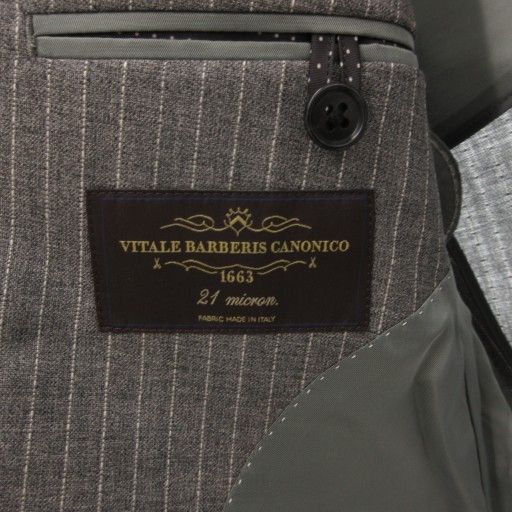 VITALE BARBERIS CANONICO
1663
21 micron.
FABRIC MADE IN ITALY